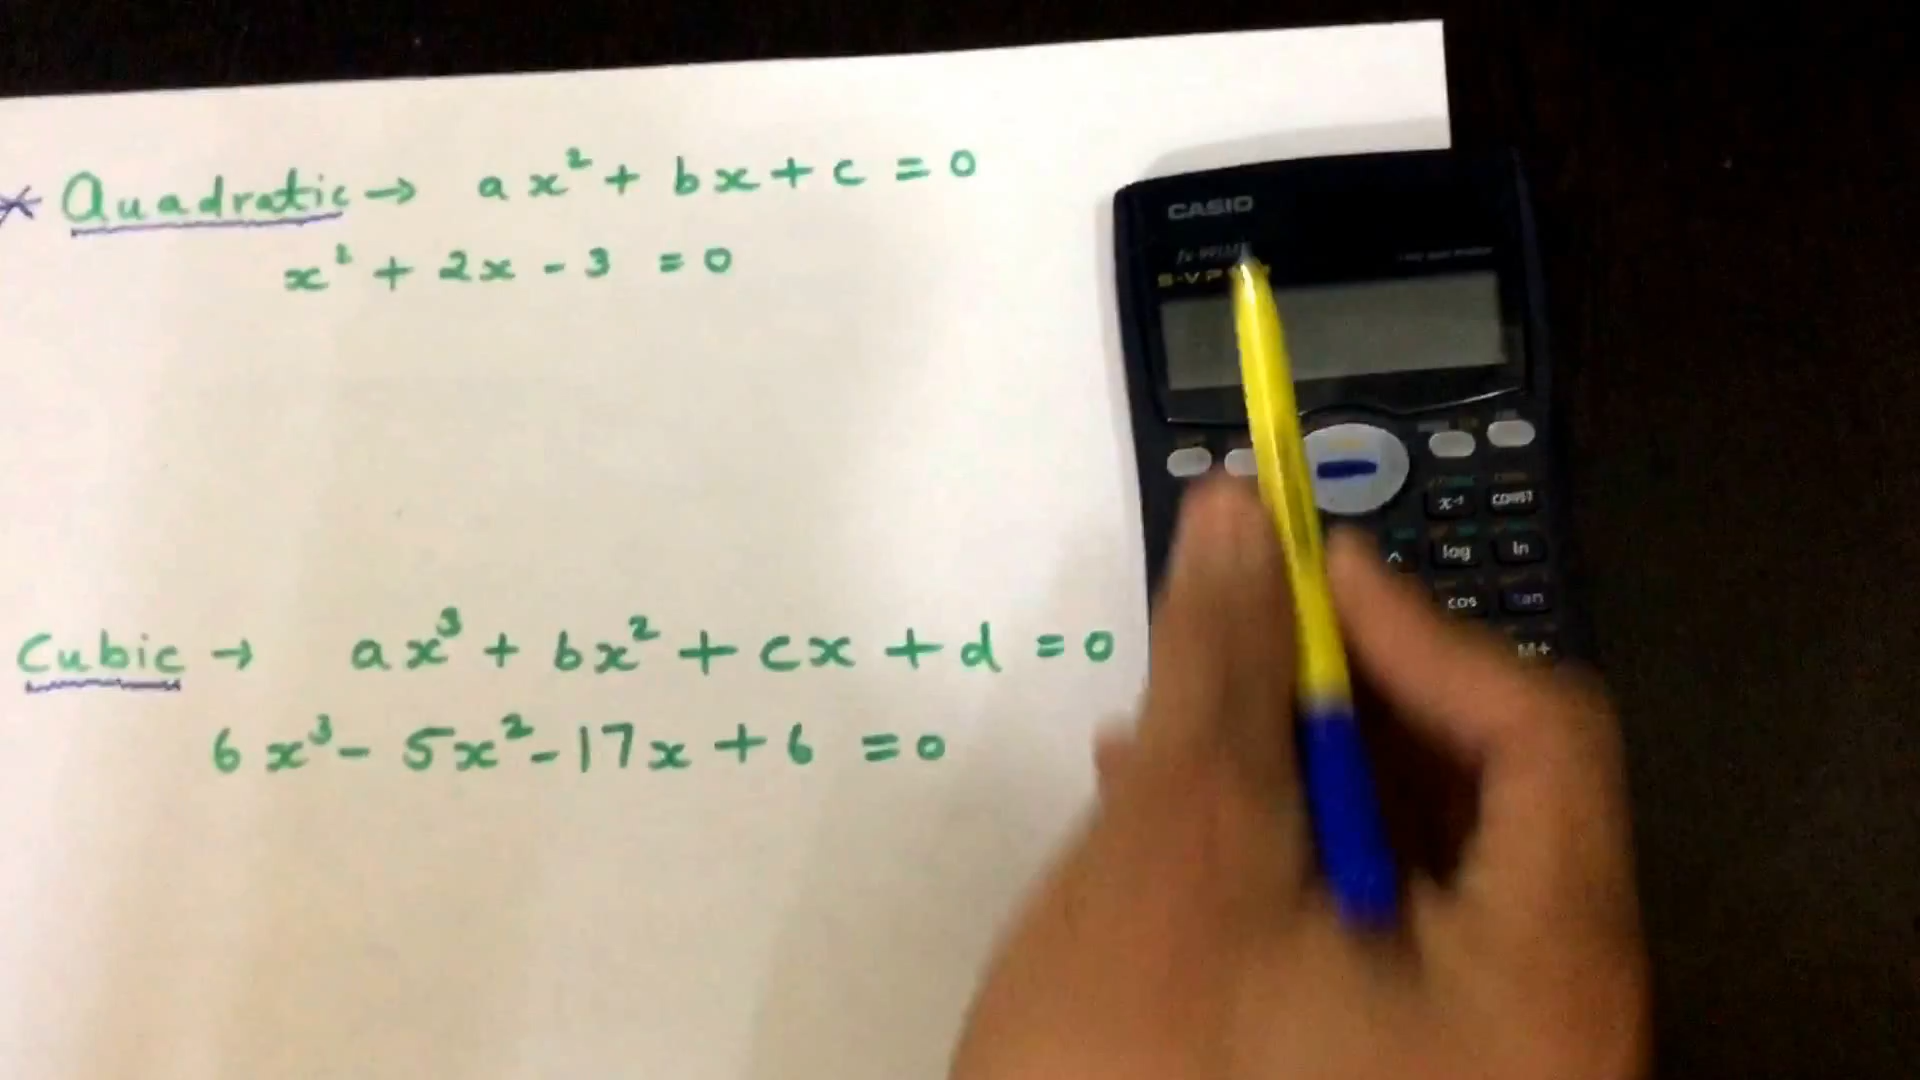 Quadratic → ax² + bx + c = 0
x² + 2x - 3 = 0
Cubic → ax³ + bx² + cx + d = 0
6x³ - 5x² - 17x + 6 = 0
CASIO
S-V.P
x⁻¹ CONST
^ log ln
cos tan
M+